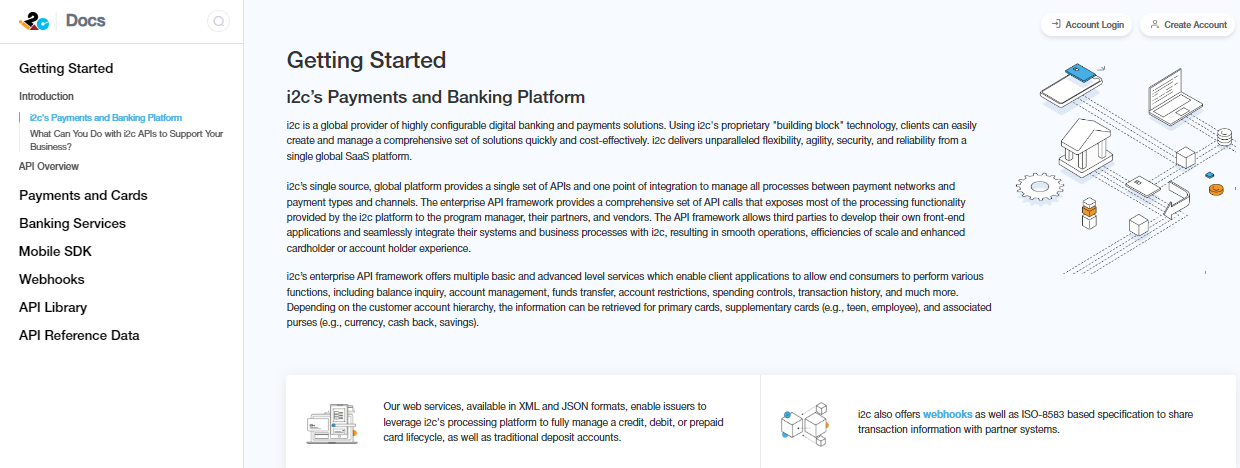 i2c Docs
Account Login
Create Account
Getting Started
Introduction
i2c's Payments and Banking Platform
What Can You Do with i2c APIs to Support Your
Business?
API Overview
Payments and Cards
Banking Services
Mobile SDK
Webhooks
API Library
API Reference Data
Getting Started
i2c's Payments and Banking Platform
i2c is a global provider of highly configurable digital banking and payments solutions. Using i2c's proprietary "building block" technology, clients can easily
create and manage a comprehensive set of solutions quickly and cost-effectively. i2c delivers unparalleled flexibility, agility, security, and reliability from a
single global SaaS platform.
i2c's single source, global platform provides a single set of APIs and one point of integration to manage all processes between payment networks and
payment types and channels. The enterprise API framework provides a comprehensive set of API calls that exposes most of the processing functionality
provided by the i2c platform to the program manager, their partners, and vendors. The API framework allows third parties to develop their own front-end
applications and seamlessly integrate their systems and business processes with i2c, resulting in smooth operations, efficiencies of scale and enhanced
cardholder or account holder experience.
i2c's enterprise API framework offers multiple basic and advanced level services which enable client applications to allow end consumers to perform various
functions, including balance inquiry, account management, funds transfer, account restrictions, spending controls, transaction history, and much more.
Depending on the customer account hierarchy, the information can be retrieved for primary cards, supplementary cards (e.g., teen, employee), and associated
purses (e.g., currency, cash back, savings).
Our web services, available in XML and JSON formats, enable issuers to
leverage i2c's processing platform to fully manage a credit, debit, or prepaid
card lifecycle, as well as traditional deposit accounts.
i2c also offers webhooks as well as ISO-8583 based specification to share
transaction information with partner systems.